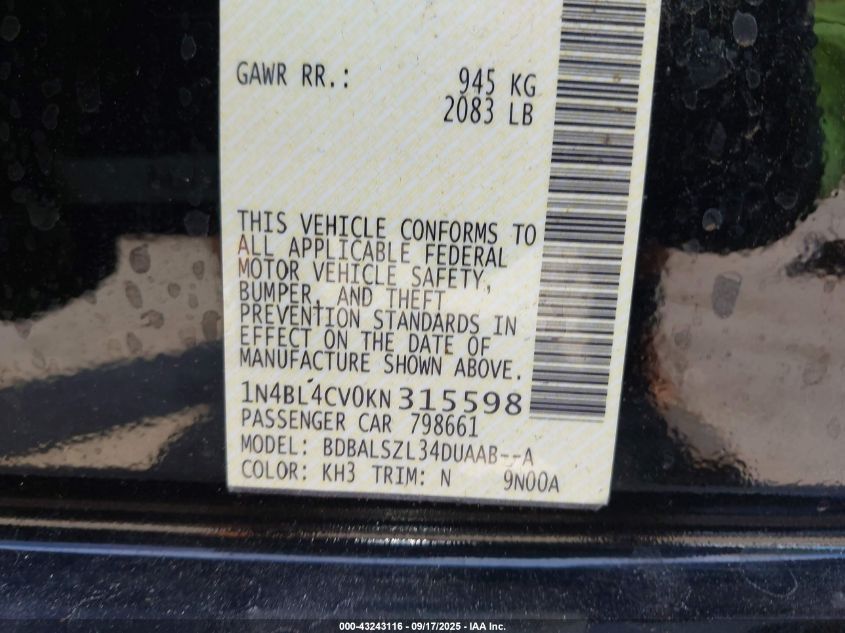 GAWR RR.: 945 KG
2083 LB
THIS VEHICLE CONFORMS TO
ALL APPLICABLE FEDERAL
MOTOR VEHICLE SAFETY,
BUMPER, AND THEFT
PREVENTION STANDARDS IN
EFFECT ON THE DATE OF
MANUFACTURE SHOWN ABOVE.
1N4BL4CV0KN315598
PASSENGER CAR 798661
MODEL: BDBALSZL34DUAAB--A
COLOR: KH3 TRIM: N 9N00A
000-43243116 - 09/17/2025 - IAA Inc.